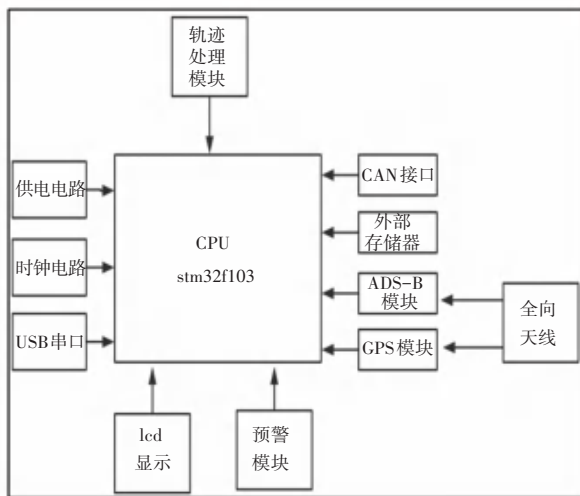 轨迹
处理
模块
供电电路
时钟电路
USB串口
CPU
stm32f103
CAN接口
外部
存储器
ADS-B
模块
GPS模块
全向
天线
lcd
显示
预警
模块